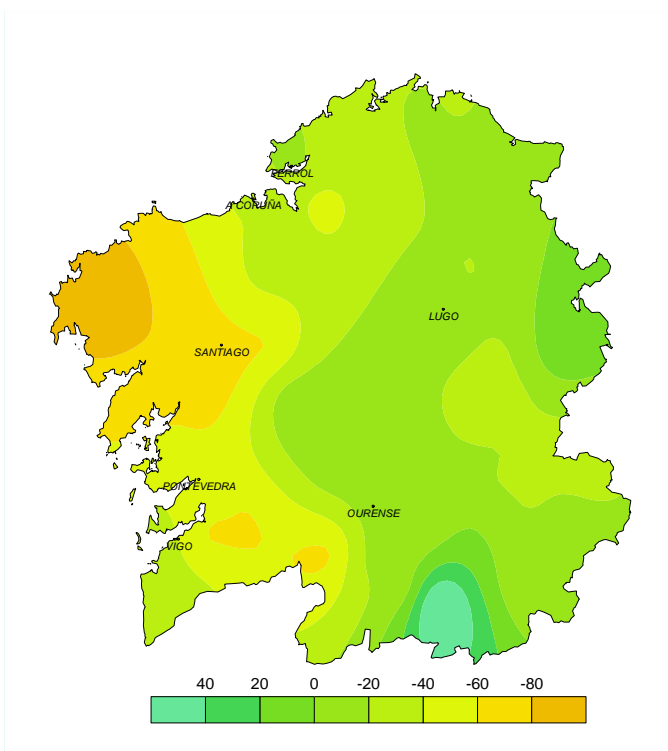 FERROL
A CORUÑA
LUGO
SANTIAGO
PONTEVEDRA
OURENSE
VIGO
40 20 0 -20 -40 -60 -80